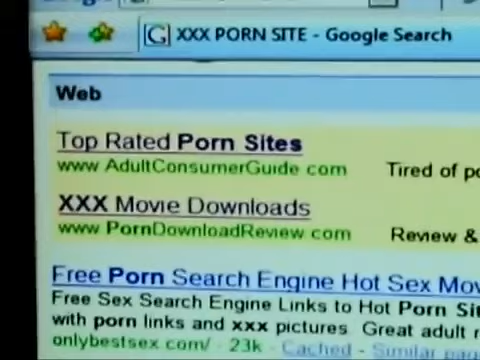 XXX PORN SITE - Google Search
Web
Top Rated Porn Sites
www.AdultConsumerGuide.com Tired of
XXX Movie Downloads
www.PornDownloadReview.com Review &
Free Porn Search Engine Hot Sex
Free Sex Search Engine Links to Hot Porn
with porn links and xxx pictures. Great adult
onlybestsex.com/ - 23k - Cached - Similar